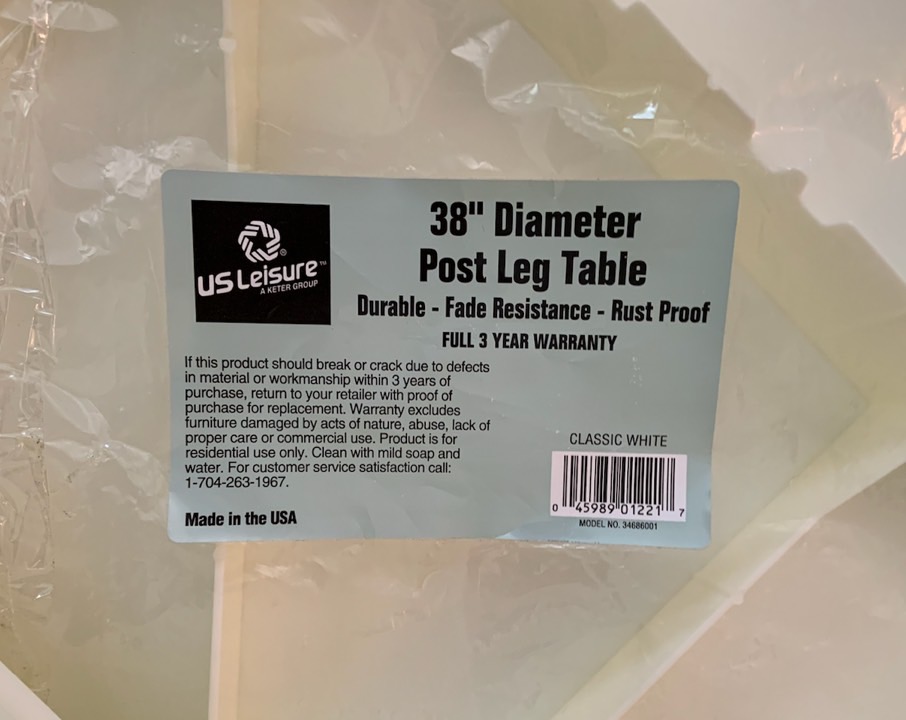 US Leisure™
A KETER GROUP
38" Diameter
Post Leg Table
Durable - Fade Resistance - Rust Proof
FULL 3 YEAR WARRANTY
If this product should break or crack due to defects
in material or workmanship within 3 years of
purchase, return to your retailer with proof of
purchase for replacement. Warranty excludes
furniture damaged by acts of nature, abuse, lack of
proper care or commercial use. Product is for
residential use only. Clean with mild soap and
water. For customer service satisfaction call:
1-704-263-1967.
Made in the USA
CLASSIC WHITE
0 45989 01221 7
MODEL NO. 34686001